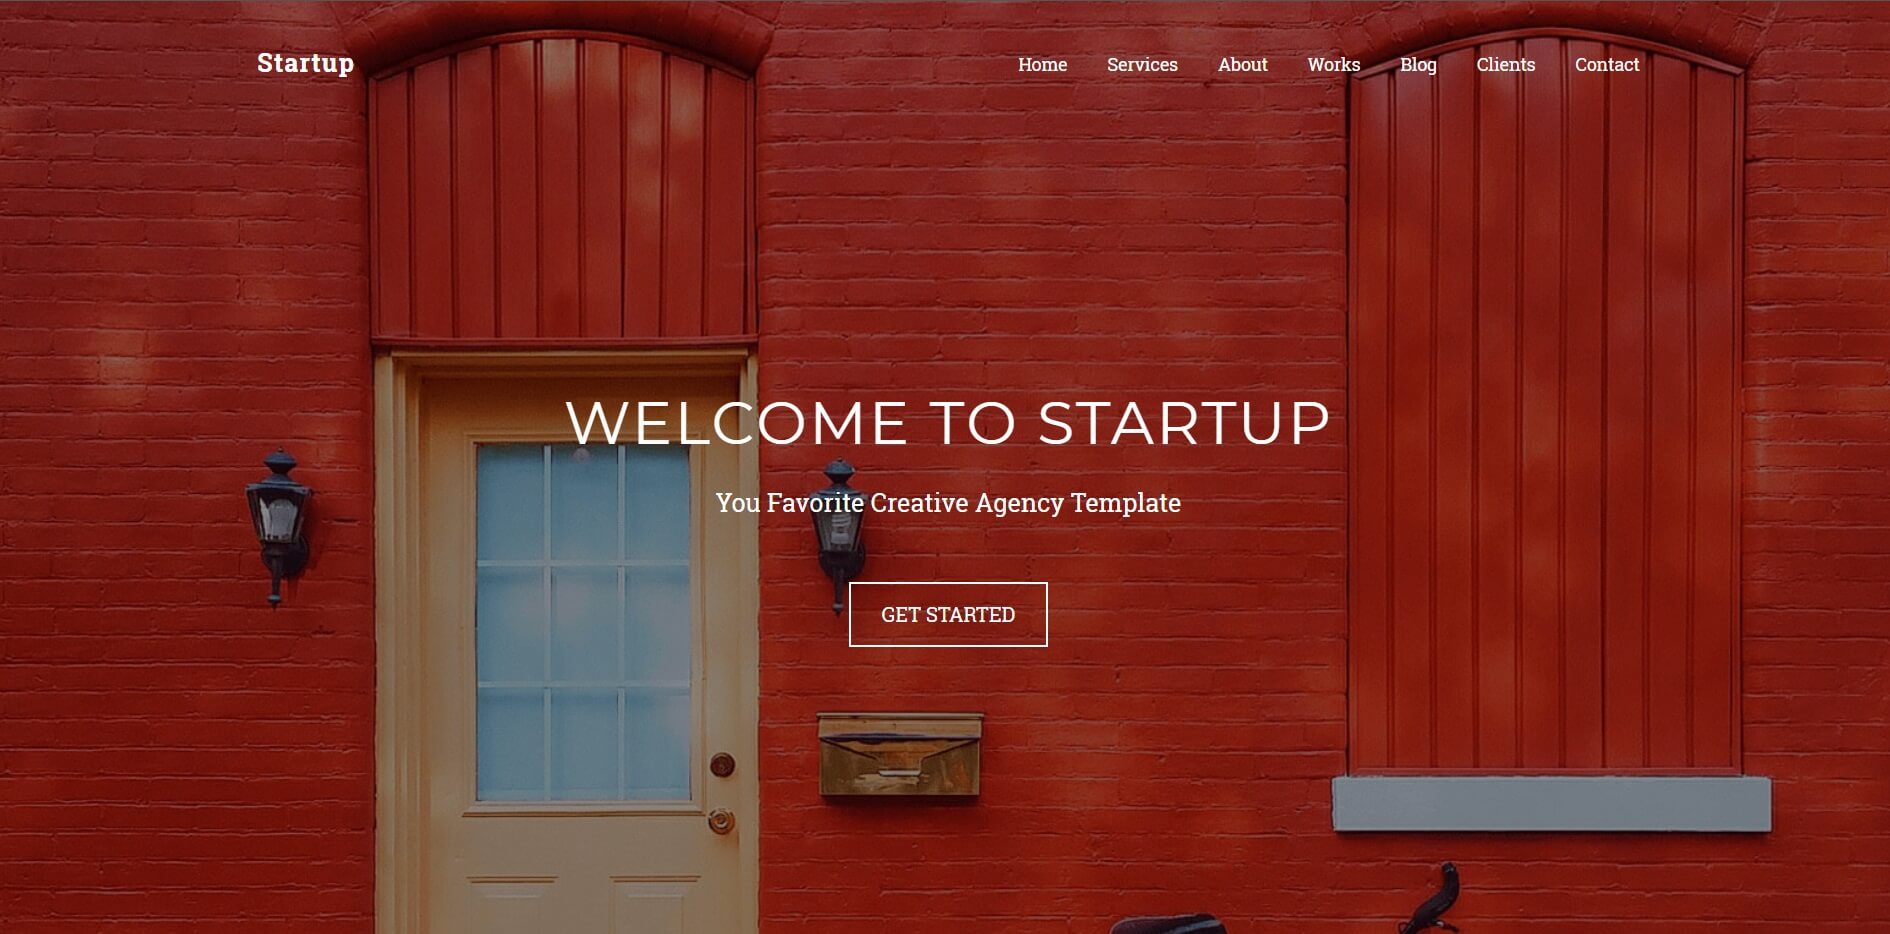 Startup
Home Services About Works Blog Clients Contact
WELCOME TO STARTUP
You Favorite Creative Agency Template
GET STARTED